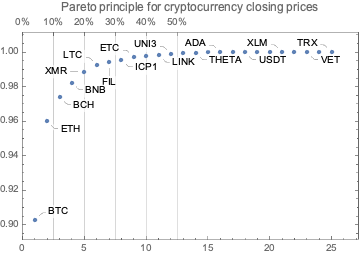 Pareto principle for cryptocurrency closing prices
0% 10% 20% 30% 40% 50%
1.00
0.98
0.96
0.94
0.92
0.90
LTC
ETC
UNI3
ADA
XLM
TRX
XMR
BNB
FIL
ICP1
LINK
THETA
USDT
VET
BCH
ETH
BTC
0 5 10 15 20 25